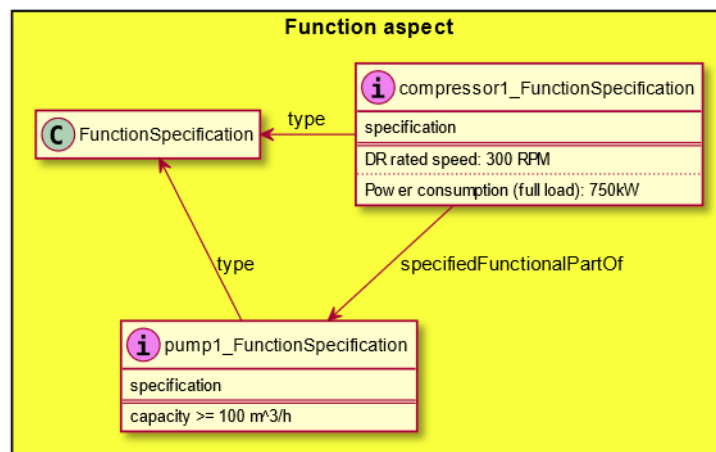 Function aspect
i compressor1_FunctionSpecification
specification
DR rated speed: 300 RPM
Power consumption (full load): 750kW
type
C FunctionSpecification
type
specifiedFunctionalPartOf
i pump1_FunctionSpecification
specification
capacity >= 100 m^3/h